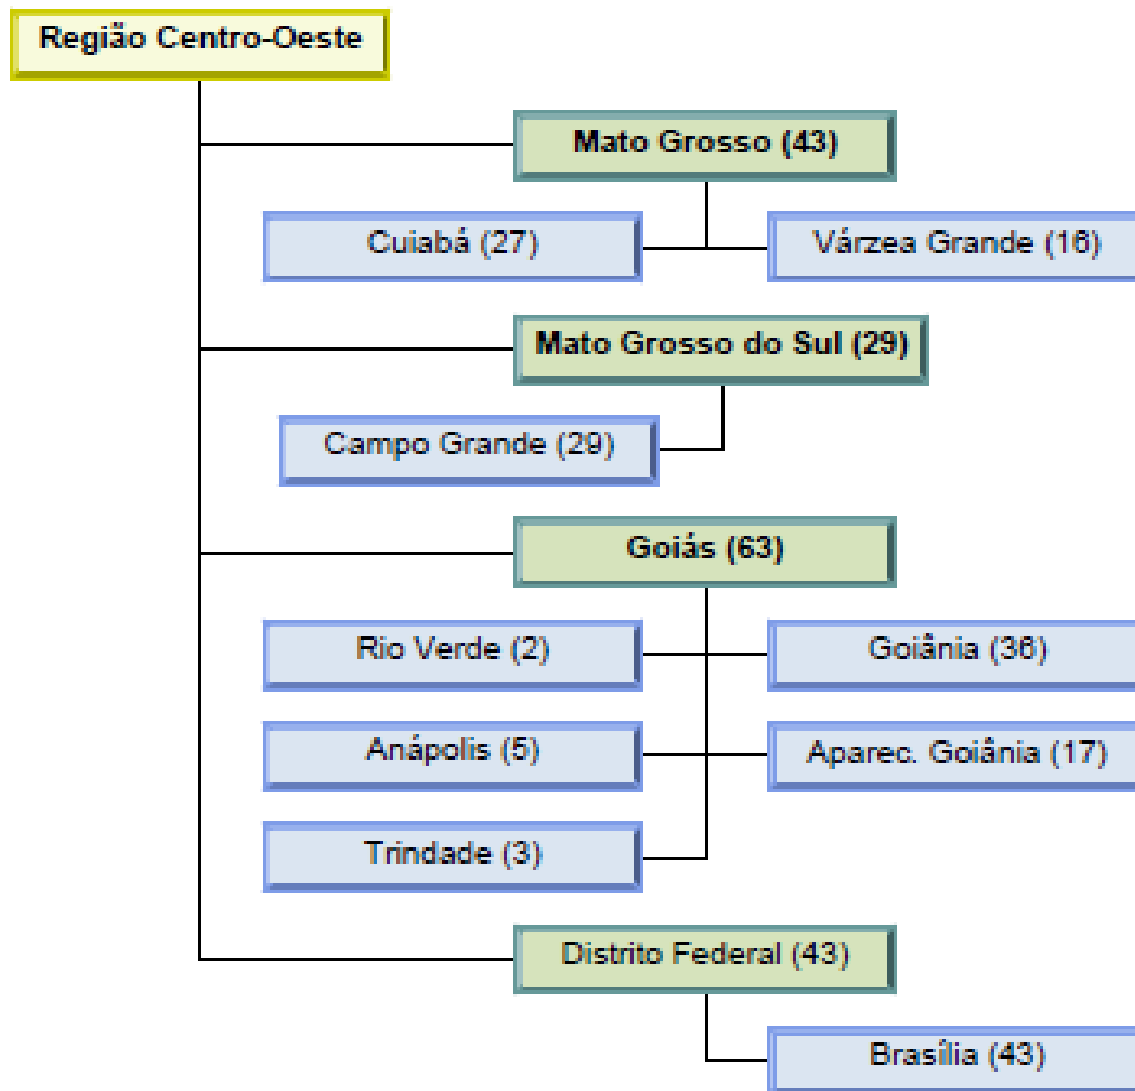 Região Centro-Oeste
Mato Grosso (43)
Cuiabá (27)
Várzea Grande (16)
Mato Grosso do Sul (29)
Campo Grande (29)
Goiás (63)
Rio Verde (2)
Goiânia (36)
Anápolis (5)
Aparec. Goiânia (17)
Trindade (3)
Distrito Federal (43)
Brasília (43)